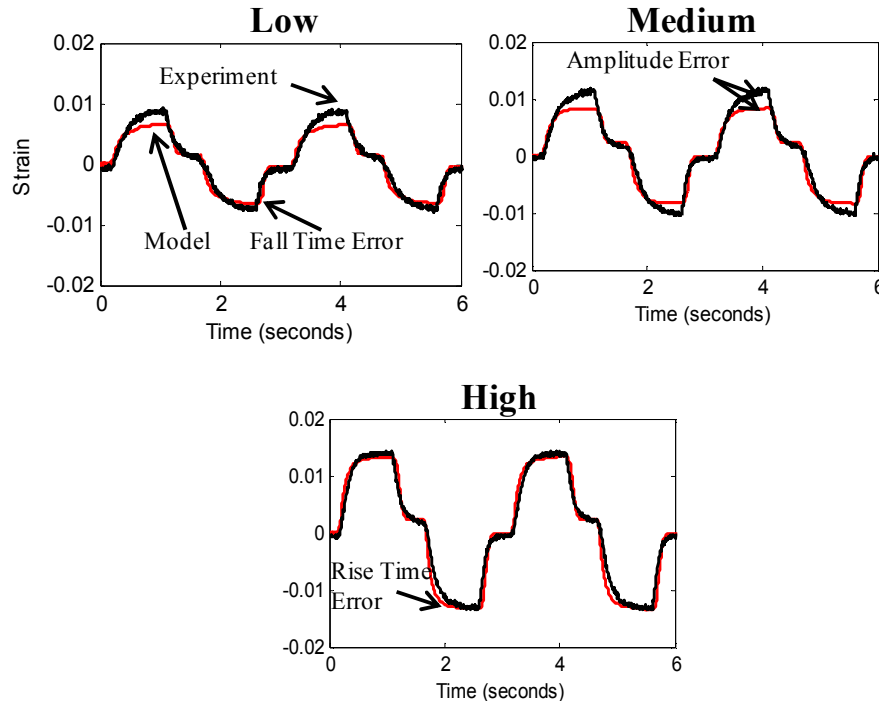 Low
0.02
0.01
0
-0.01
-0.02
Strain
Experiment
Model
Fall Time Error
0 2 4 6
Time (seconds)
Medium
0.02
0.01
0
-0.01
-0.02
Amplitude Error
0 2 4 6
Time (seconds)
High
0.02
0.01
0
-0.01
-0.02
Rise Time
Error
0 2 4 6
Time (seconds)